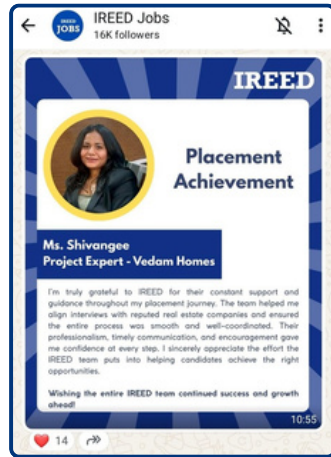 IREED JOBS
IREED Jobs
16K followers
IREED
Placement
Achievement
Ms. Shivangee
Project Expert - Vedam Homes
I'm truly grateful to IREED for their constant support and
guidance throughout my placement journey. The team helped me
align interviews with reputed real estate companies and ensured
the entire process was smooth and well-coordinated. Their
professionalism, timely communication, and encouragement gave
me confidence at every step. I sincerely appreciate the effort the
IREED team puts into helping candidates achieve the right
opportunities.
Wishing the entire IREED team continued success and growth
ahead!
10:55
14